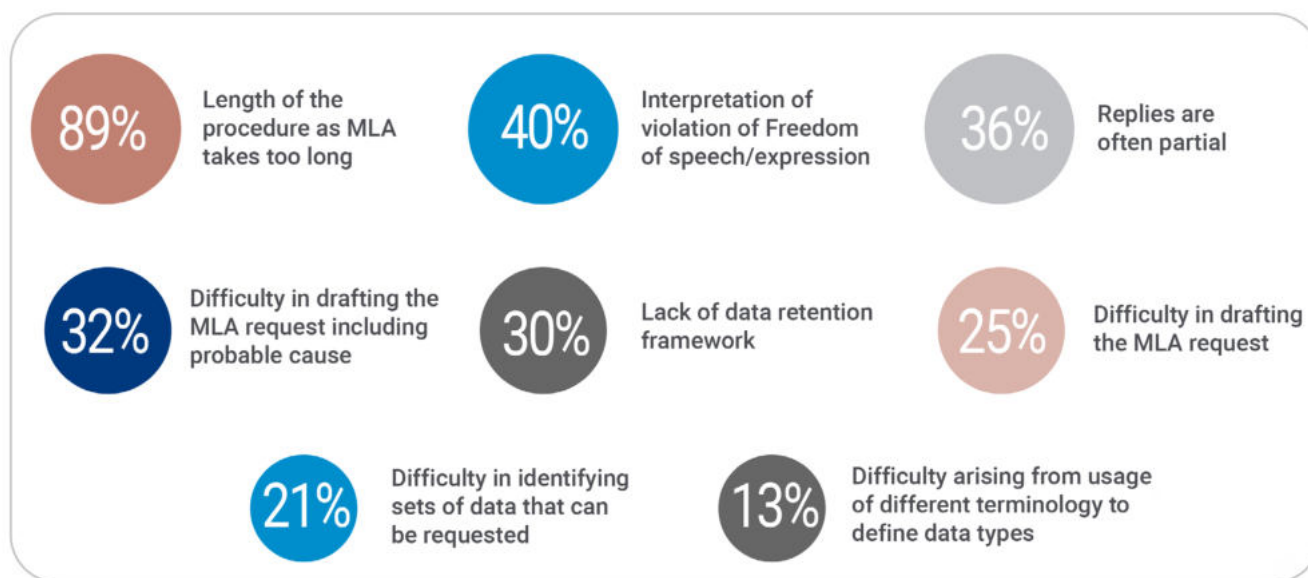 89%
Length of the
procedure as MLA
takes too long
40%
Interpretation of
violation of Freedom
of speech/expression
36%
Replies are
often partial
32%
Difficulty in drafting the
MLA request including
probable cause
30%
Lack of data retention
framework
25%
Difficulty in drafting
the MLA request
21%
Difficulty in identifying
sets of data that can
be requested
13%
Difficulty arising from usage
of different terminology to
define data types